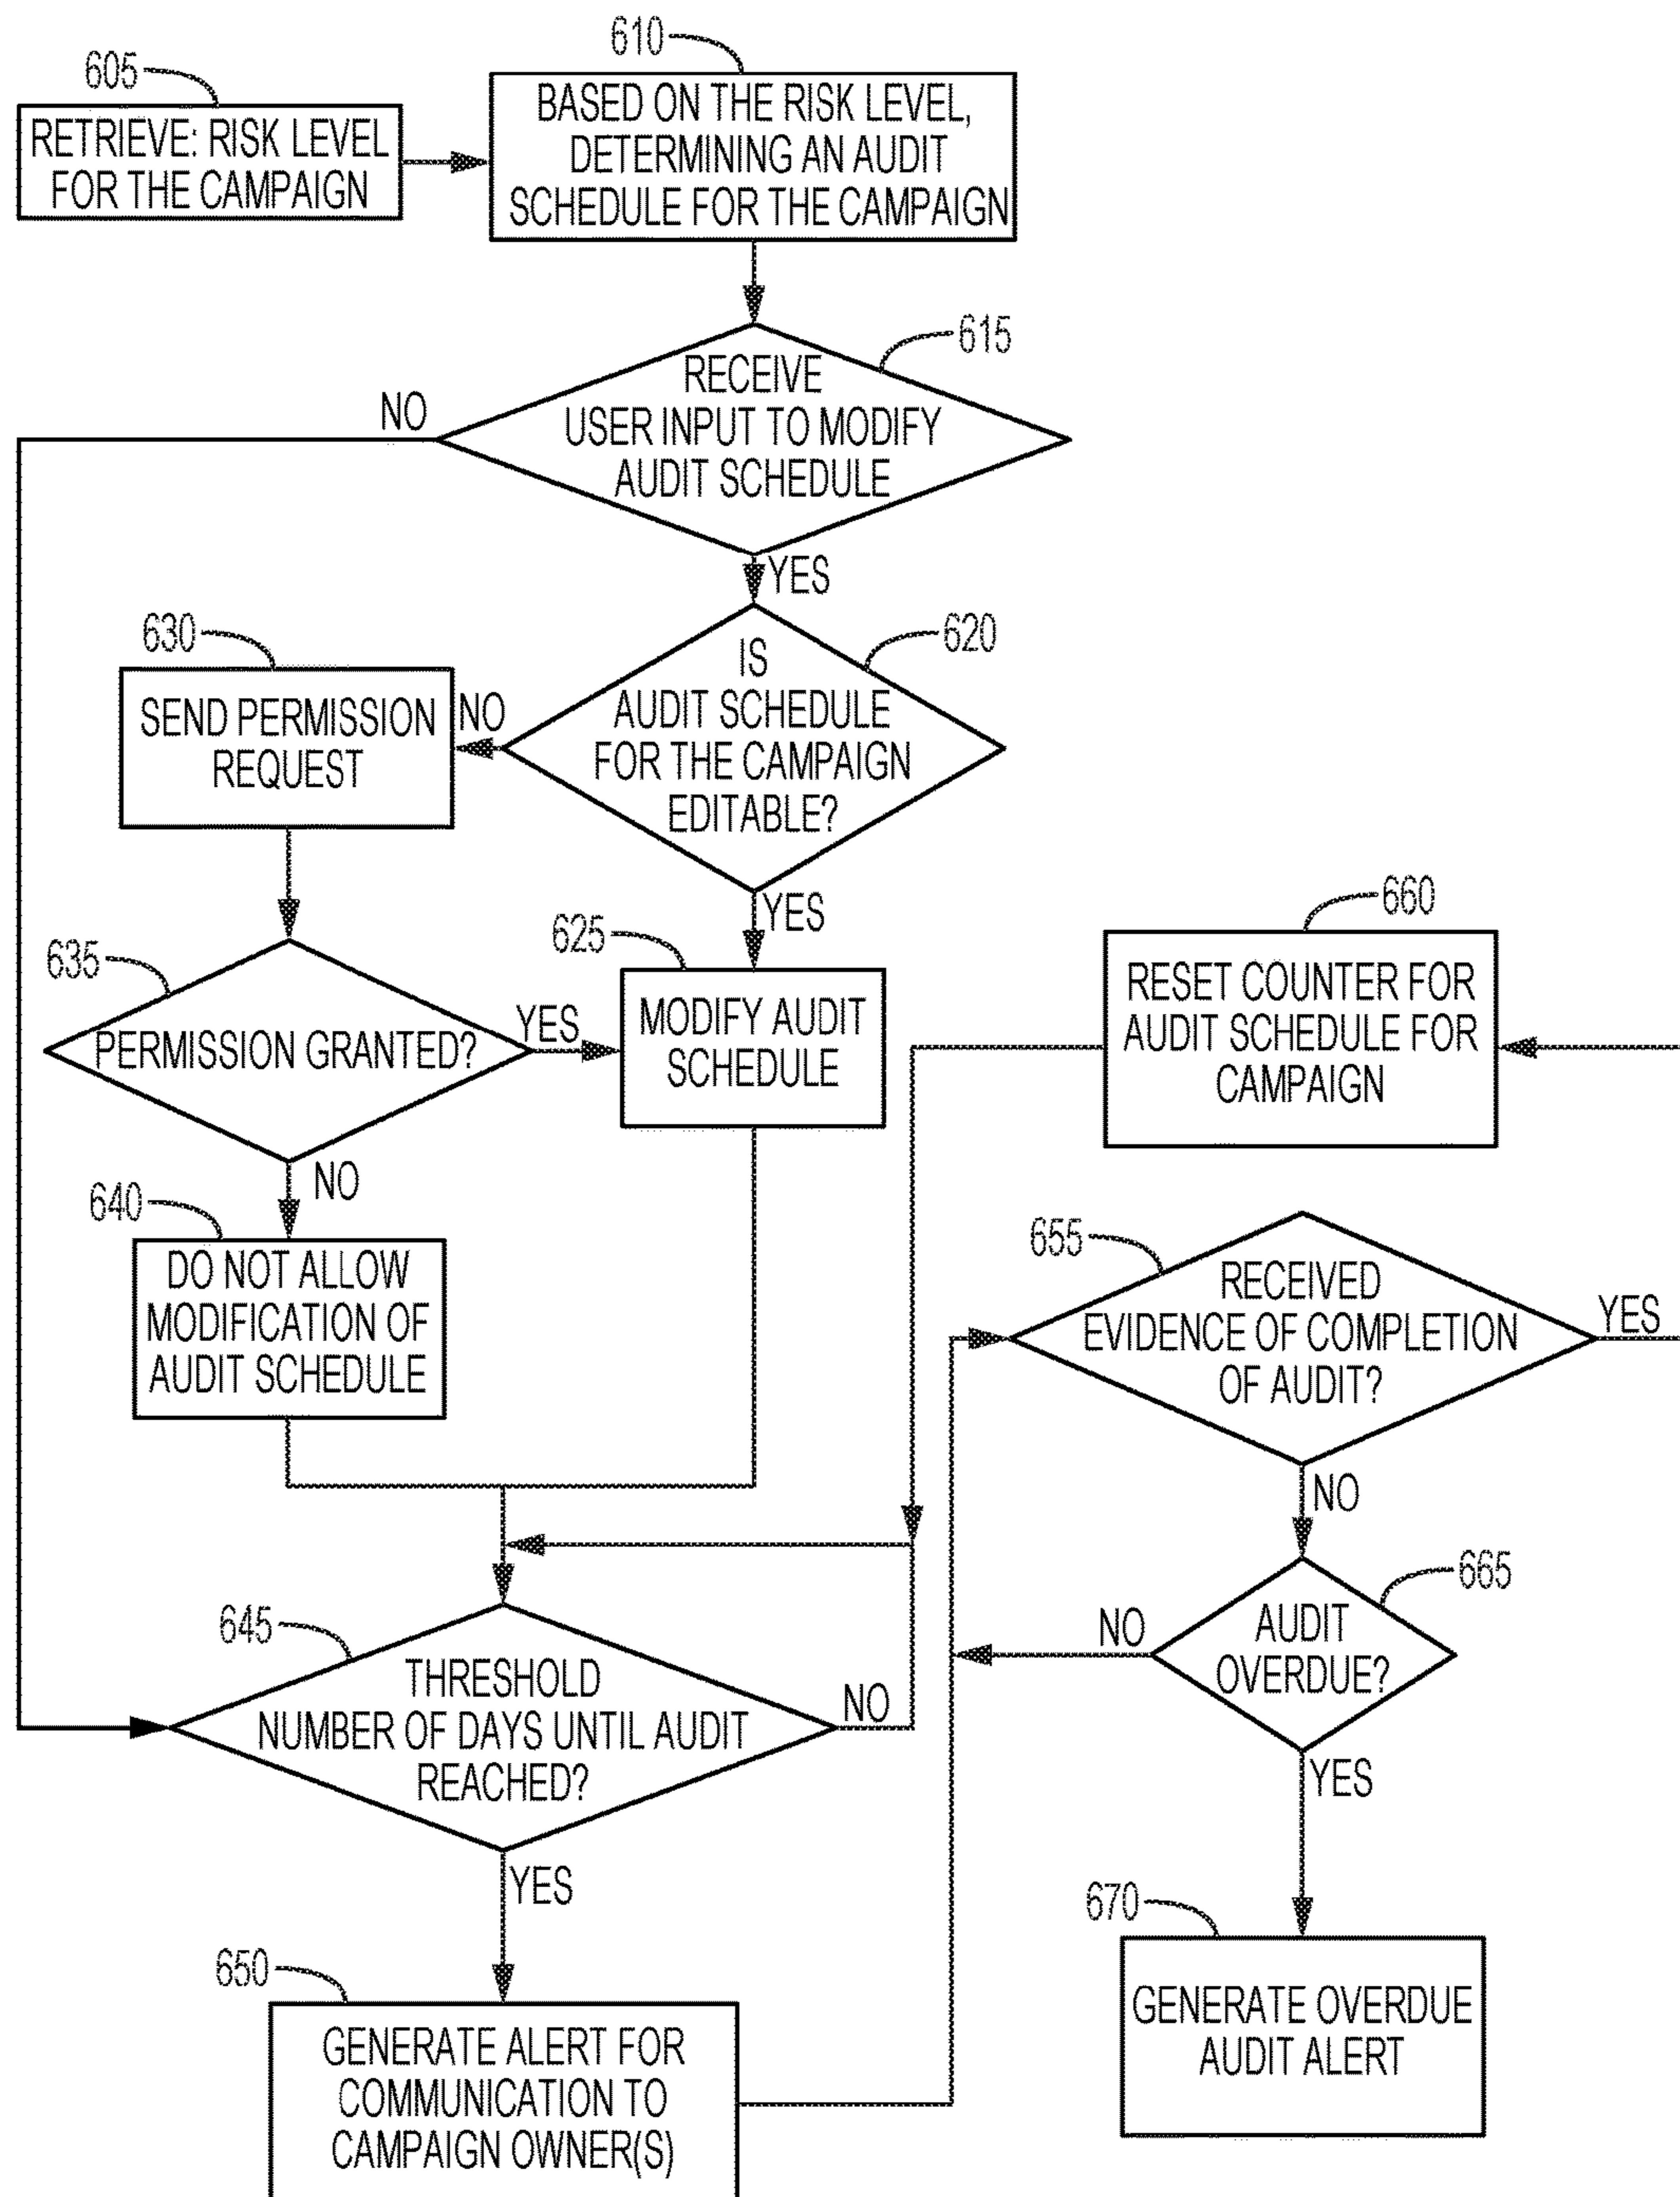 605
RETRIEVE: RISK LEVEL
FOR THE CAMPAIGN
610
BASED ON THE RISK LEVEL,
DETERMINING AN AUDIT
SCHEDULE FOR THE CAMPAIGN
615
RECEIVE
USER INPUT TO MODIFY
AUDIT SCHEDULE
NO
YES
620
IS
AUDIT SCHEDULE
FOR THE CAMPAIGN
EDITABLE?
NO
YES
630
SEND PERMISSION
REQUEST
625
MODIFY AUDIT
SCHEDULE
635
PERMISSION GRANTED?
YES
NO
640
DO NOT ALLOW
MODIFICATION OF
AUDIT SCHEDULE
645
THRESHOLD
NUMBER OF DAYS UNTIL AUDIT
REACHED?
NO
YES
650
GENERATE ALERT FOR
COMMUNICATION TO
CAMPAIGN OWNER(S)
660
RESET COUNTER FOR
AUDIT SCHEDULE FOR
CAMPAIGN
655
RECEIVED
EVIDENCE OF COMPLETION
OF AUDIT?
YES
NO
665
AUDIT
OVERDUE?
NO
YES
670
GENERATE OVERDUE
AUDIT ALERT